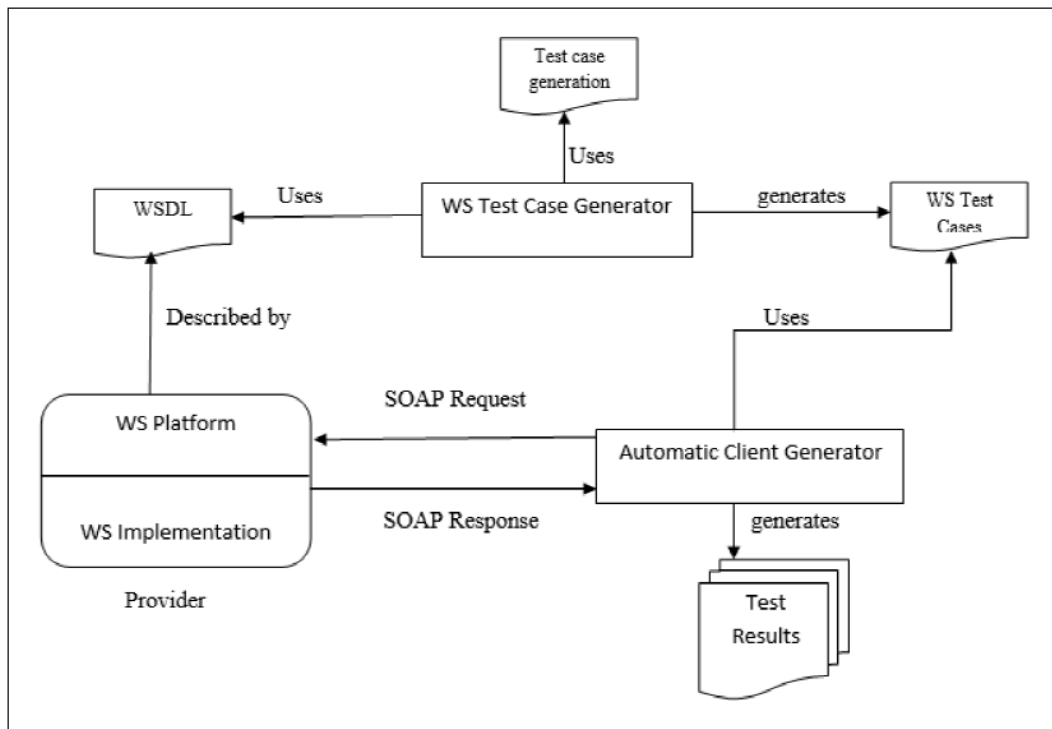 Test case
generation
Uses
Uses
WS Test Case Generator
generates
WSDL
WS Test
Cases
Described by
Uses
SOAP Request
WS Platform
Automatic Client Generator
SOAP Response
WS Implementation
generates
Provider
Test
Results